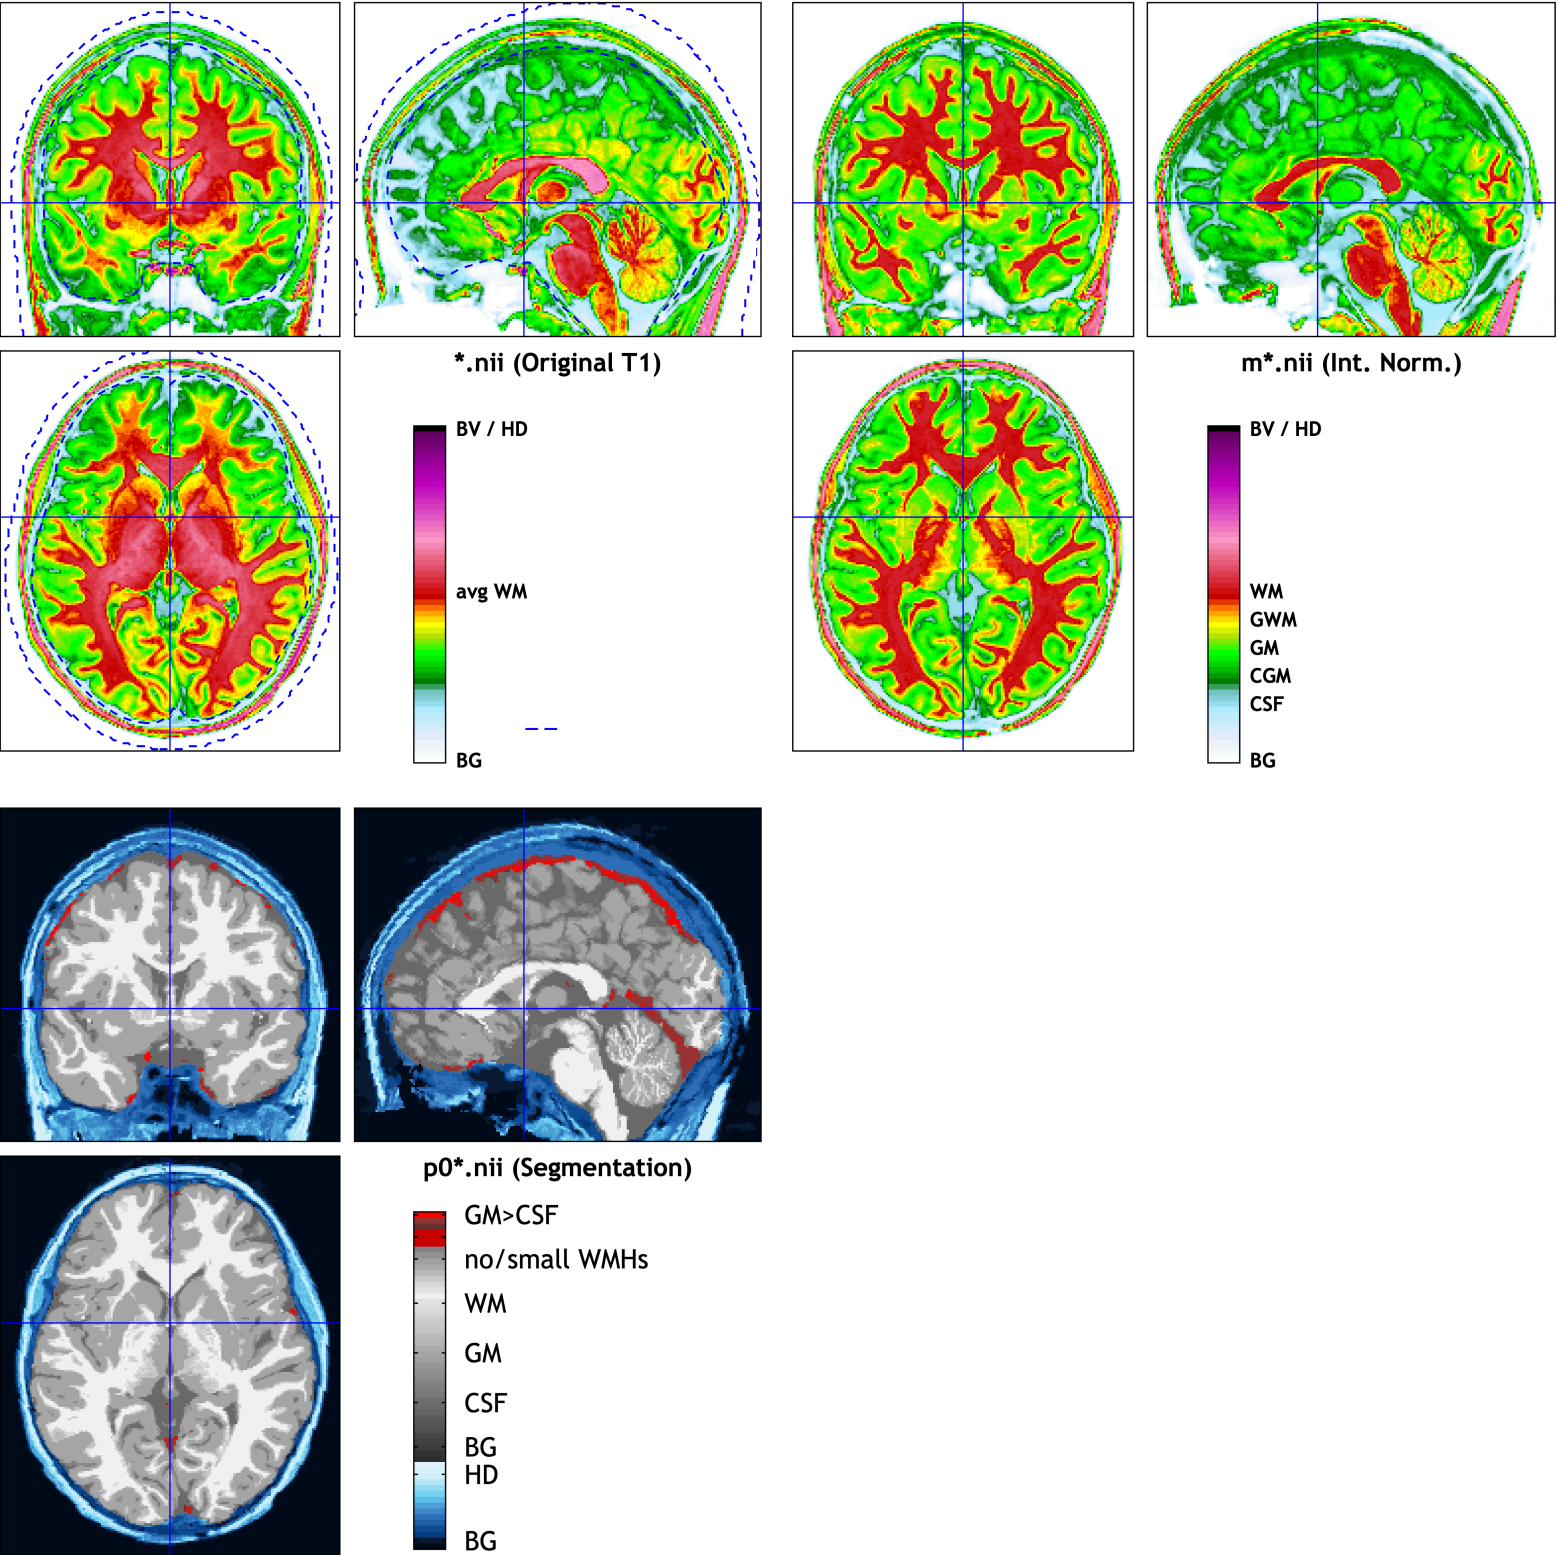 *.nii (Original T1)
BV / HD
avg WM
BG
m*.nii (Int. Norm.)
BV / HD
WM
GWM
GM
CGM
CSF
BG
p0*.nii (Segmentation)
GM>CSF
no/small WMHs
WM
GM
CSF
BG
HD
BG